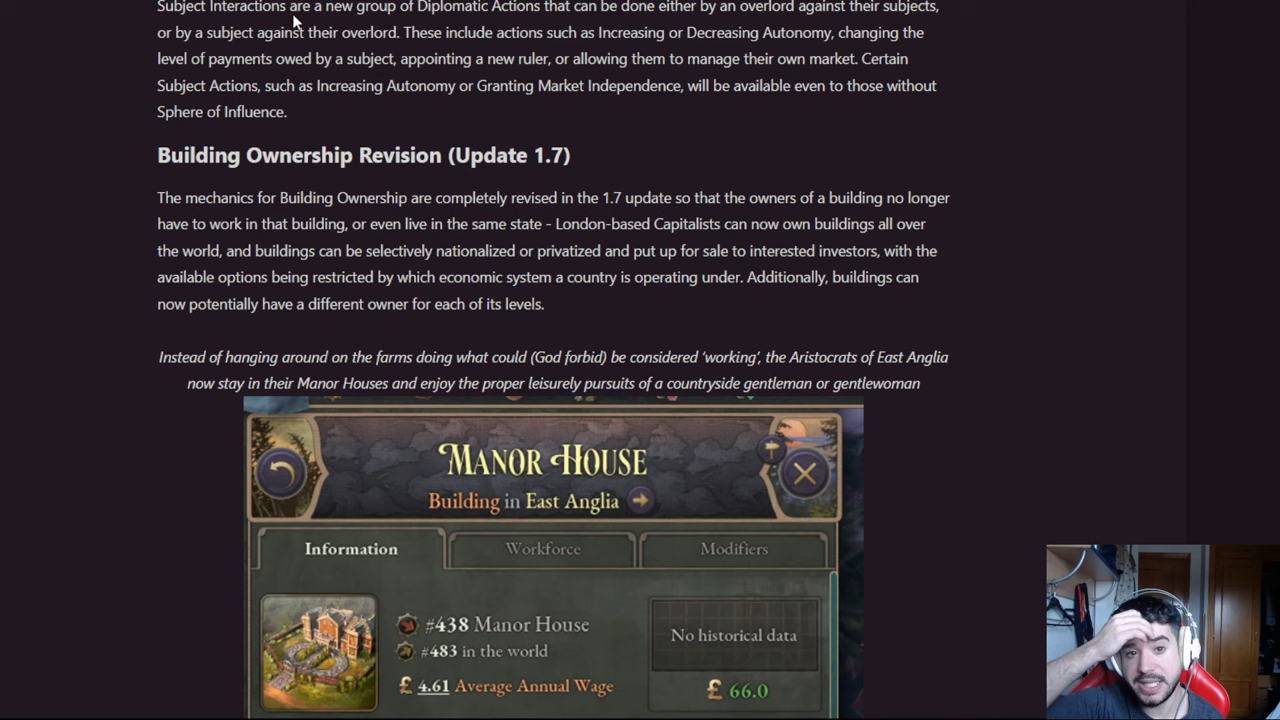 Subject Interactions are a new group of Diplomatic Actions that can be done either by an overlord against their subjects,
or by a subject against their overlord. These include actions such as Increasing or Decreasing Autonomy, changing the
level of payments owed by a subject, appointing a new ruler, or allowing them to manage their own market. Certain
Subject Actions, such as Increasing Autonomy or Granting Market Independence, will be available even to those without
Sphere of Influence.
Building Ownership Revision (Update 1.7)
The mechanics for Building Ownership are completely revised in the 1.7 update so that the owners of a building no longer
have to work in that building, or even live in the same state - London-based Capitalists can now own buildings all over
the world, and buildings can be selectively nationalized or privatized and put up for sale to interested investors, with the
available options being restricted by which economic system a country is operating under. Additionally, buildings can
now potentially have a different owner for each of its levels.
Instead of hanging around on the farms doing what could (God forbid) be considered ‘working’, the Aristocrats of East Anglia
now stay in their Manor Houses and enjoy the proper leisurely pursuits of a countryside gentleman or gentlewoman
Manor House
Building in East Anglia
Information Workforce Modifiers
#438 Manor House
#483 in the world
£ 4.61 Average Annual Wage
No historical data
£ 66.0